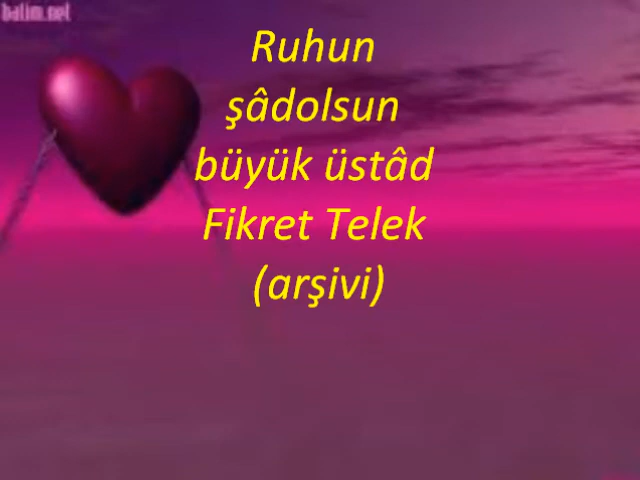 balim.net
Ruhun
şâdolsun
büyük üstâd
Fikret Telek
(arşivi)